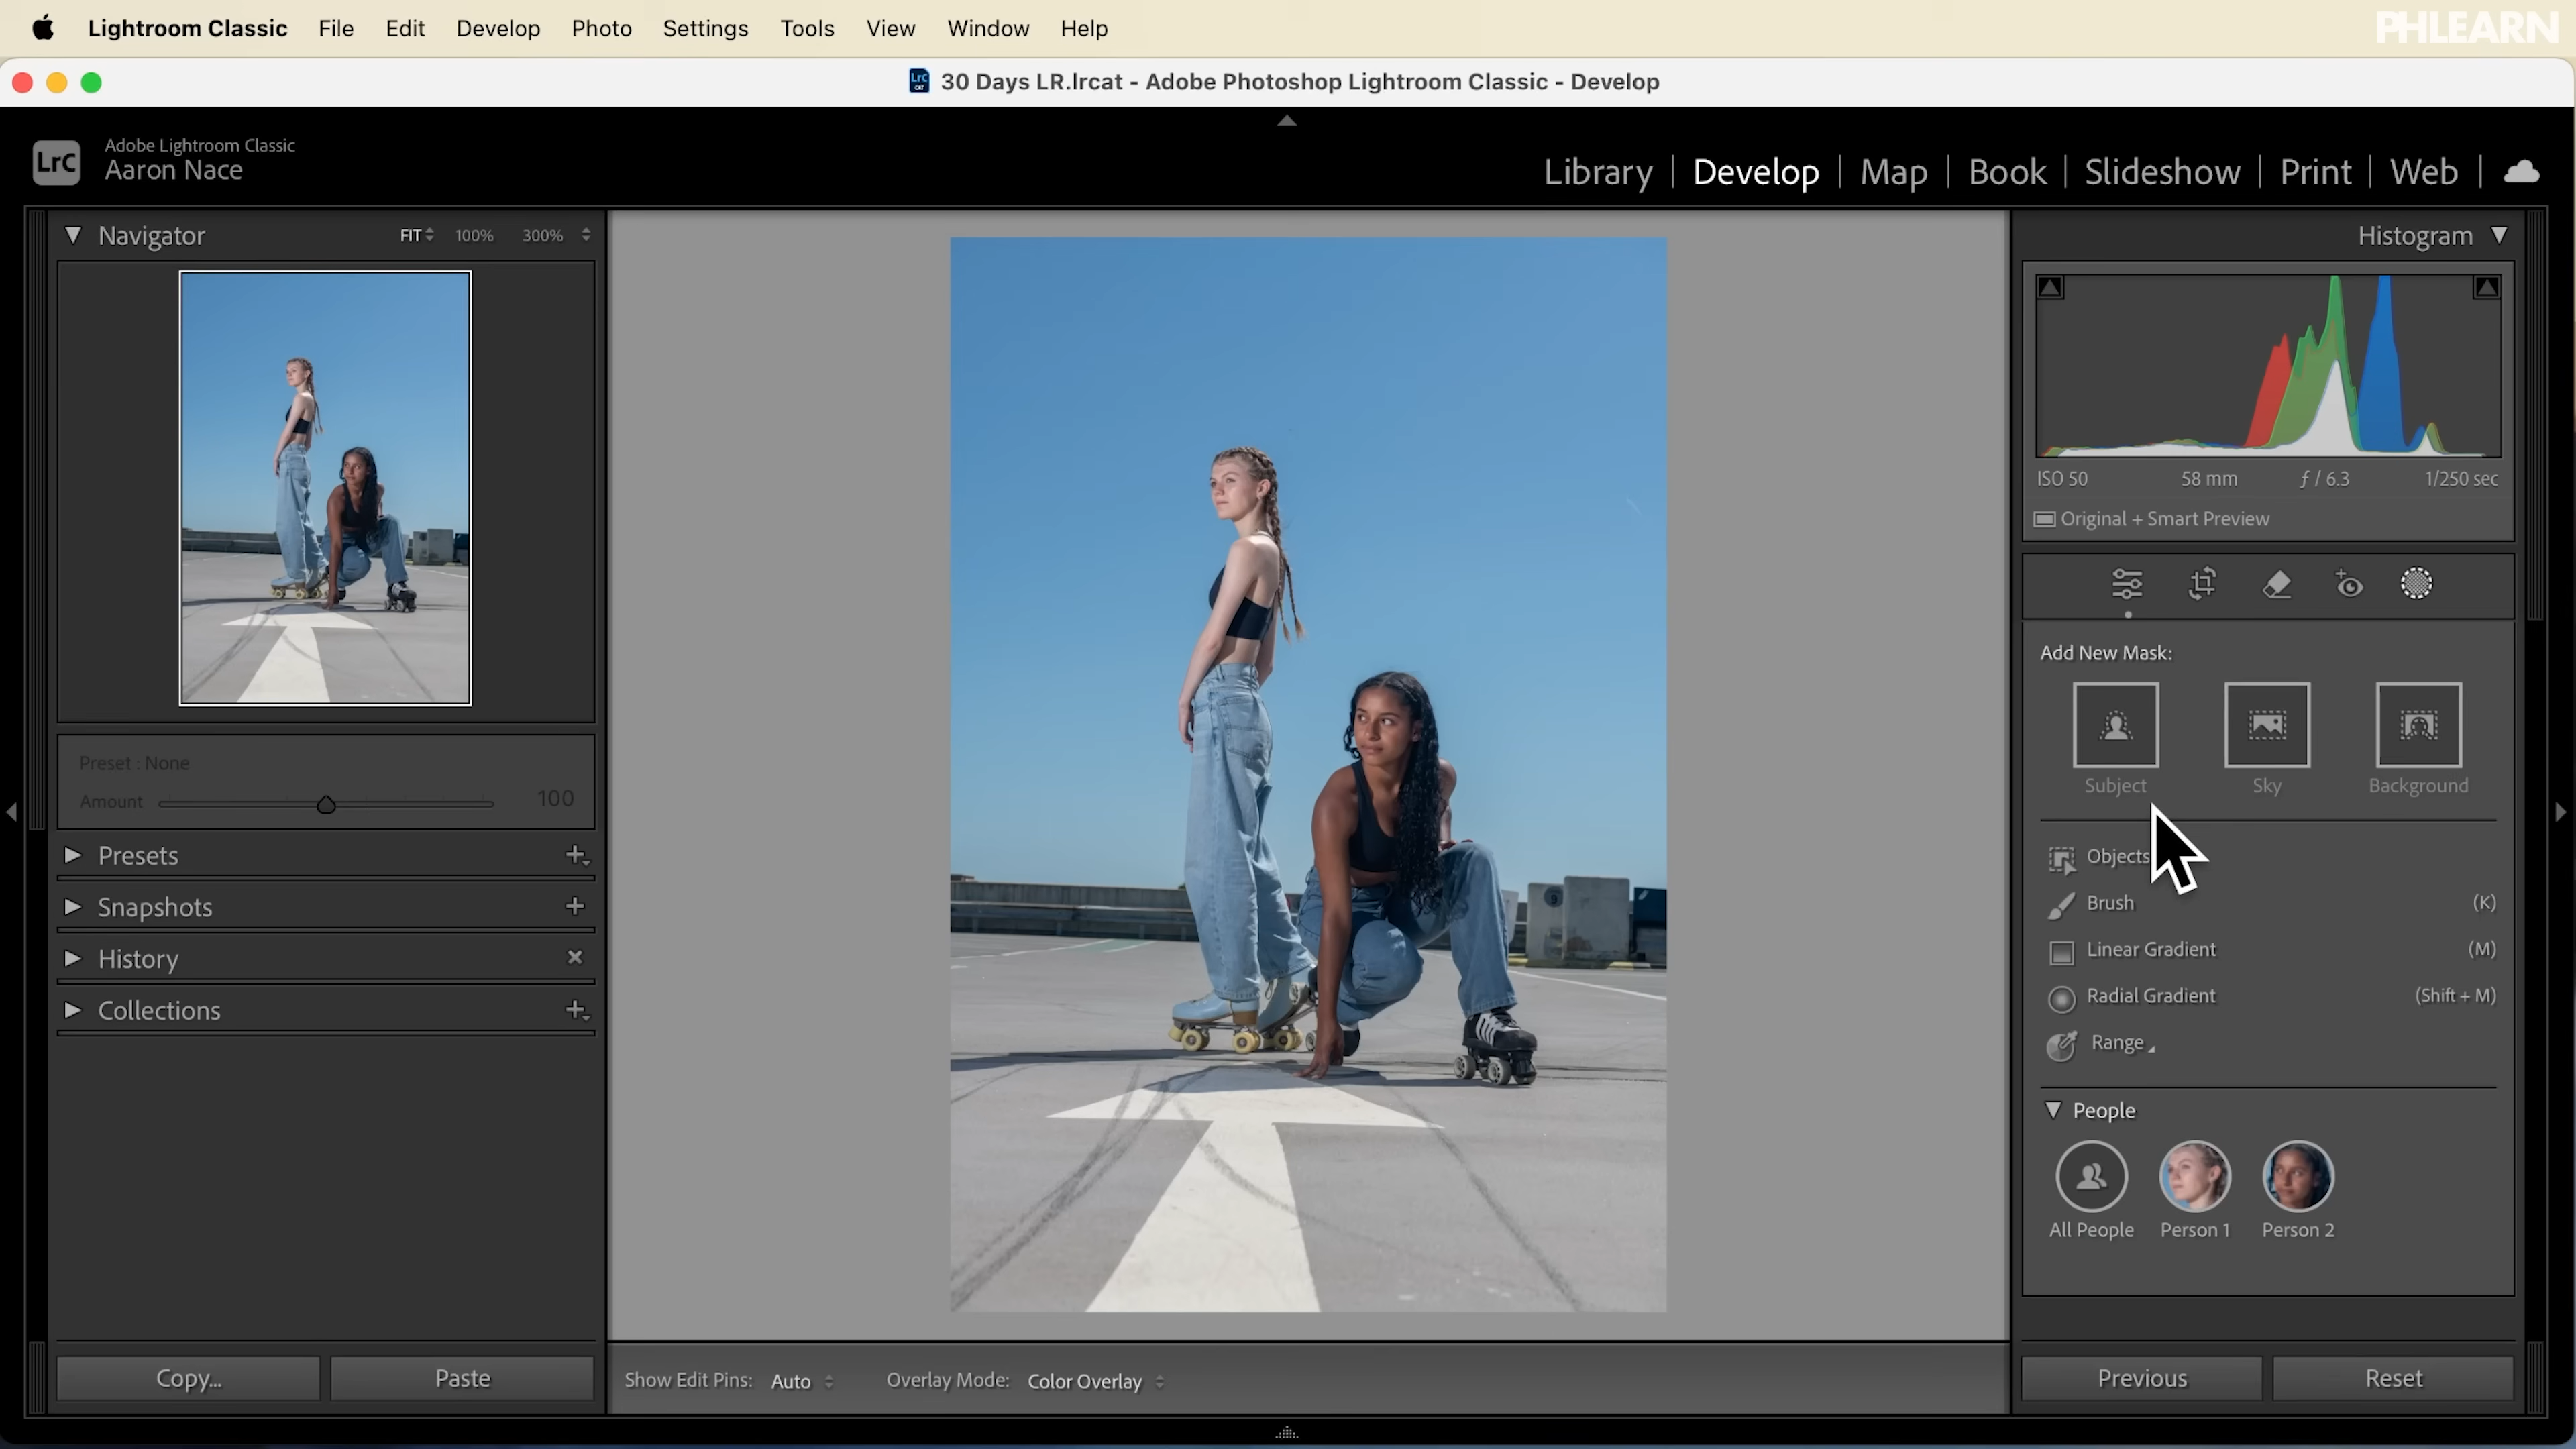 Lightroom Classic File Edit Develop Photo Settings Tools View Window Help
PHLEARN
LrC CAT 30 Days LR.lrcat - Adobe Photoshop Lightroom Classic - Develop
LrC
Adobe Lightroom Classic
Aaron Nace
Library | Develop | Map | Book | Slideshow | Print | Web |
Navigator FIT 100% 300%
Preset : None
Amount 100
Presets
Snapshots
History
Collections
Copy... Paste
9
Show Edit Pins: Auto Overlay Mode: Color Overlay
Histogram
ISO 50 58 mm ƒ / 6.3 1/250 sec
Original + Smart Preview
Add New Mask:
Subject Sky Background
Objects
Brush (K)
Linear Gradient (M)
Radial Gradient (Shift + M)
Range
People
All People Person 1 Person 2
Previous Reset